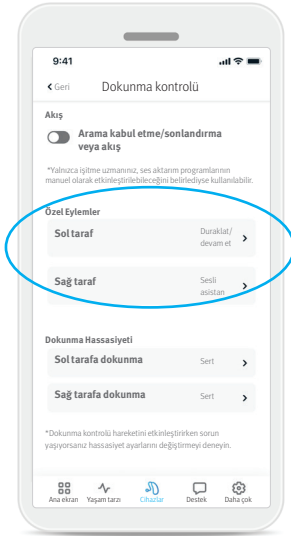 9:41
Geri Dokunma kontrolü
Akış
Arama kabul etme/sonlandırma
veya akış
*Yalnızca işitme uzmanınız, ses aktarım programlarının
manuel olarak etkinleştirilebileceğini belirlediyse kullanılabilir.
Özel Eylemler
Sol taraf Duraklat/
devam et
Sağ taraf Sesli
asistan
Dokunma Hassasiyeti
Sol tarafa dokunma Sert
Sağ tarafa dokunma Sert
*Dokunma kontrolü hareketini etkinleştirirken sorun
yaşıyorsanız hassasiyet ayarlarını değiştirmeyi deneyin.
Ana ekran Yaşam tarzı Cihazlar Destek Daha çok